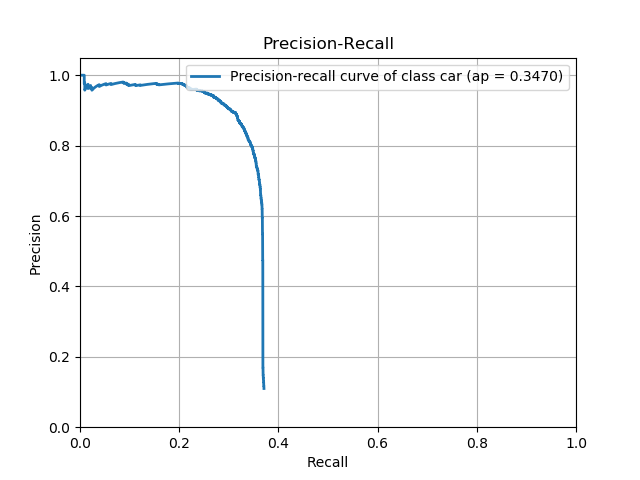 Precision-Recall
Precision-recall curve of class car (ap = 0.3470)
1.0
0.8
0.6
0.4
0.2
0.0
Precision
0.0 0.2 0.4 0.6 0.8 1.0
Recall